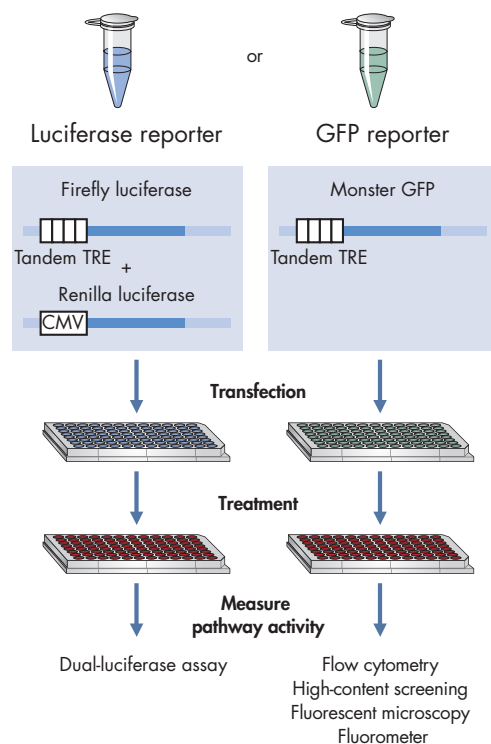 or
Luciferase reporter
GFP reporter
Firefly luciferase
Tandem TRE
+
Renilla luciferase
CMV
Monster GFP
Tandem TRE
Transfection
Treatment
Measure
pathway activity
Dual-luciferase assay
Flow cytometry
High-content screening
Fluorescent microscopy
Fluorometer